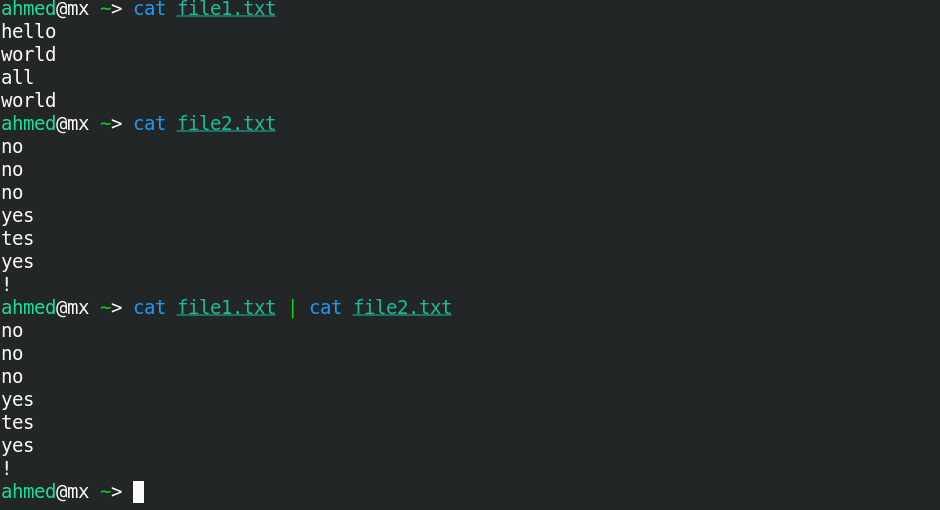 ahmed@mx ~> cat file1.txt
hello
world
all
world
ahmed@mx ~> cat file2.txt
no
no
no
yes
tes
yes
!
ahmed@mx ~> cat file1.txt | cat file2.txt
no
no
no
yes
tes
yes
!
ahmed@mx ~>